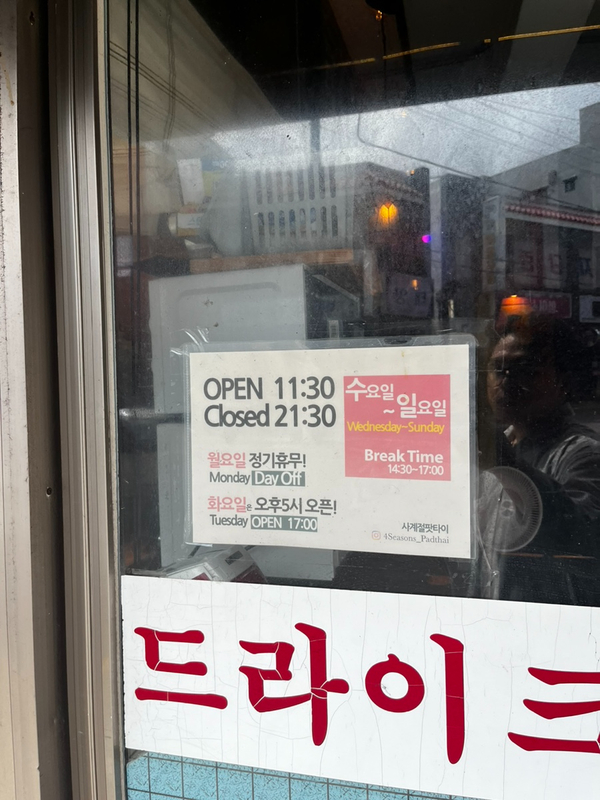 OPEN 11:30
Closed 21:30
수요일
~일요일
Wednesday~Sunday
Break Time
14:30~17:00
월요일 정기휴무!
Monday Day Off
화요일은 오후5시 오픈!
Tuesday OPEN 17:00
사계절팟타이
4Seasons_Padthai
드라이